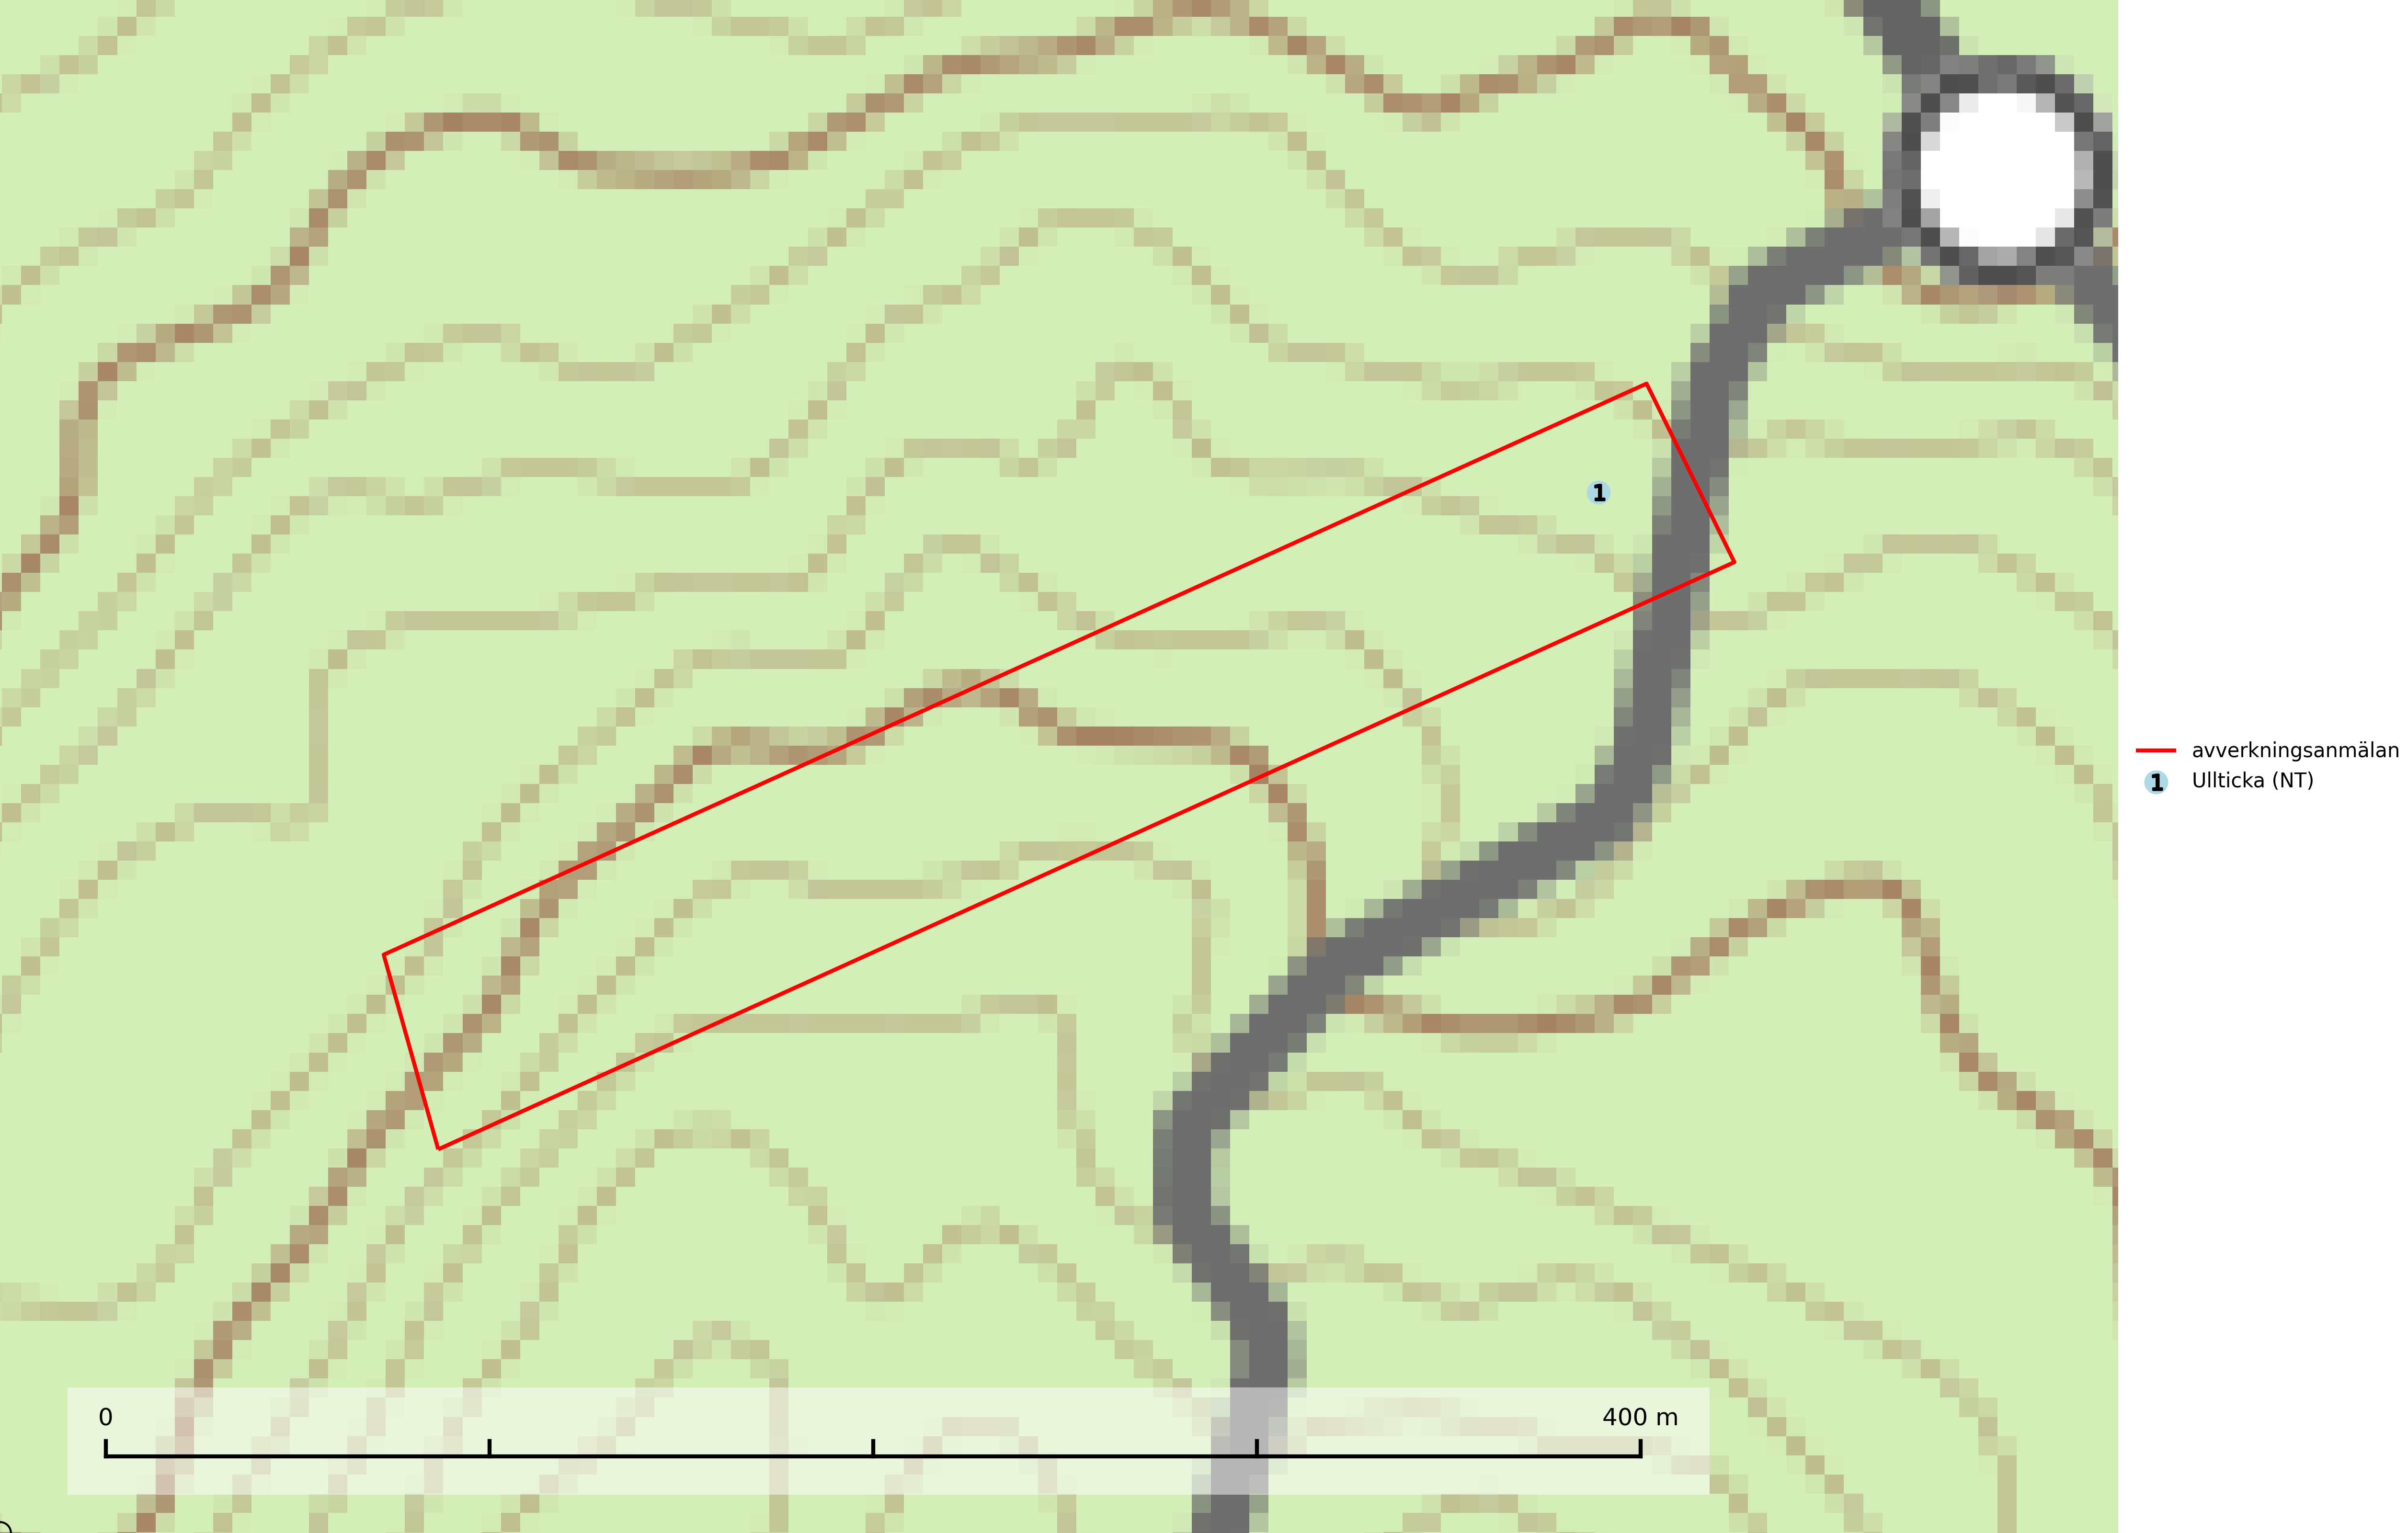 1
avverkningsanmälan
1 Ullticka (NT)
0 400 m